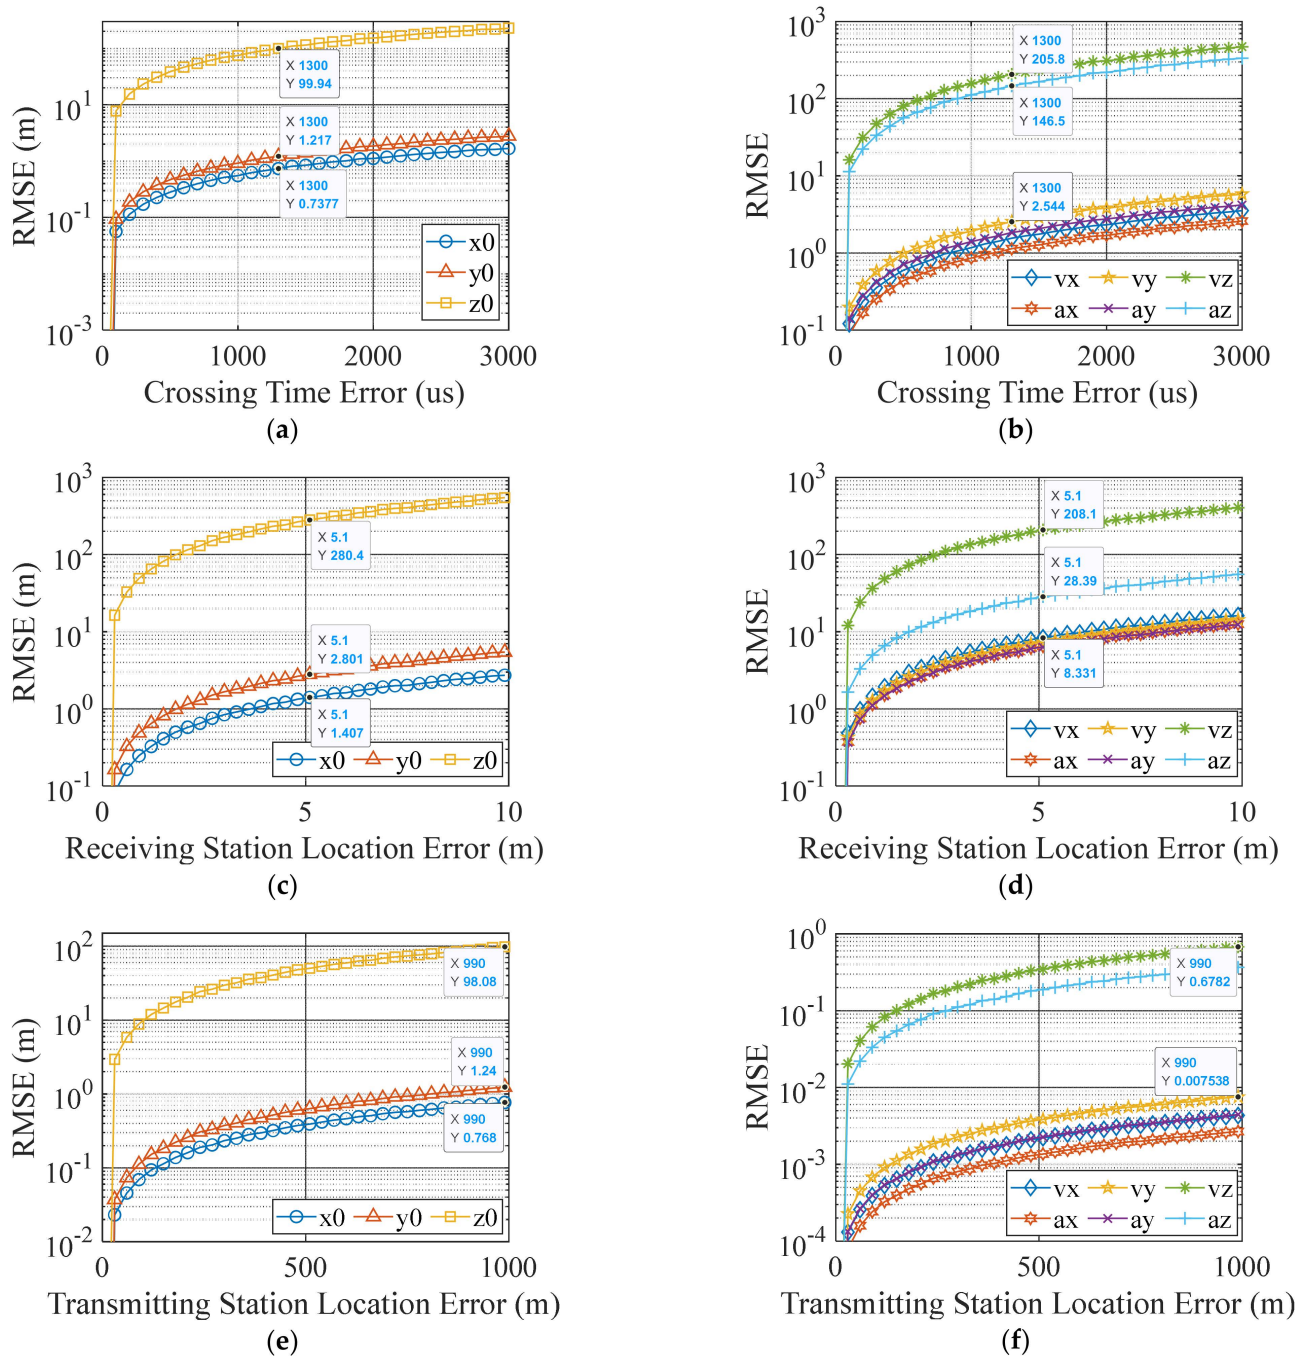 X 1300
Y 99.94
X 1300
Y 1.217
X 1300
Y 0.7377
10^1
10^-1
10^-3
RMSE (m)
x0
y0
z0
0 1000 2000 3000
Crossing Time Error (us)
(a)
X 1300
Y 205.8
X 1300
Y 146.5
X 1300
Y 2.544
10^3
10^2
10^1
10^0
10^-1
RMSE
vx vy vz
ax ay az
0 1000 2000 3000
Crossing Time Error (us)
(b)
X 5.1
Y 280.4
X 5.1
Y 2.801
X 5.1
Y 1.407
10^3
10^2
10^1
10^0
10^-1
RMSE (m)
x0 y0 z0
0 5 10
Receiving Station Location Error (m)
(c)
X 5.1
Y 208.1
X 5.1
Y 28.39
X 5.1
Y 8.331
10^3
10^2
10^1
10^0
10^-1
RMSE
vx vy vz
ax ay az
0 5 10
Receiving Station Location Error (m)
(d)
X 990
Y 98.08
X 990
Y 1.24
X 990
Y 0.768
10^2
10^1
10^0
10^-1
10^-2
RMSE (m)
x0 y0 z0
0 500 1000
Transmitting Station Location Error (m)
(e)
X 990
Y 0.6782
X 990
Y 0.007538
10^0
10^-1
10^-2
10^-3
10^-4
RMSE
vx vy vz
ax ay az
0 500 1000
Transmitting Station Location Error (m)
(f)